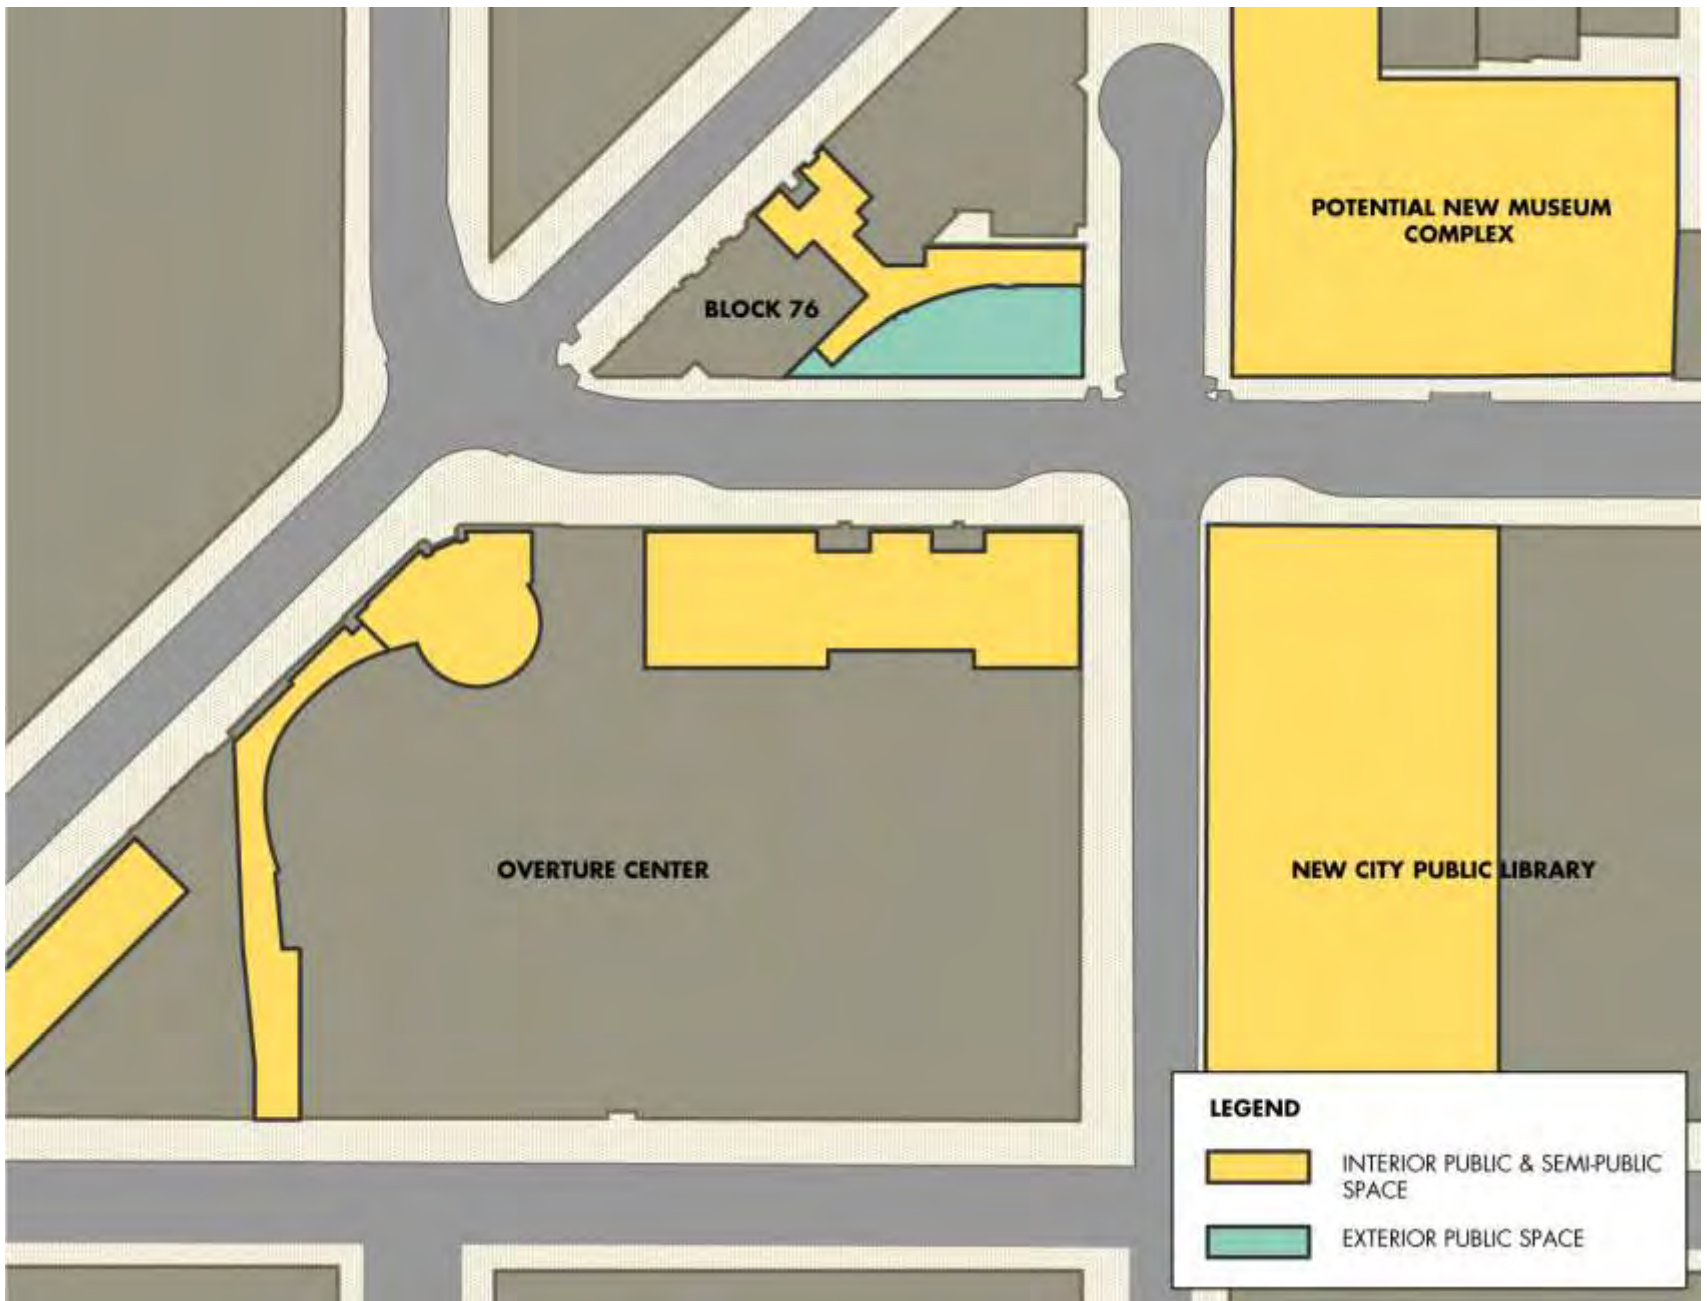 POTENTIAL NEW MUSEUM
COMPLEX
BLOCK 76
OVERTURE CENTER
NEW CITY PUBLIC LIBRARY
LEGEND
INTERIOR PUBLIC & SEMI-PUBLIC
SPACE
EXTERIOR PUBLIC SPACE